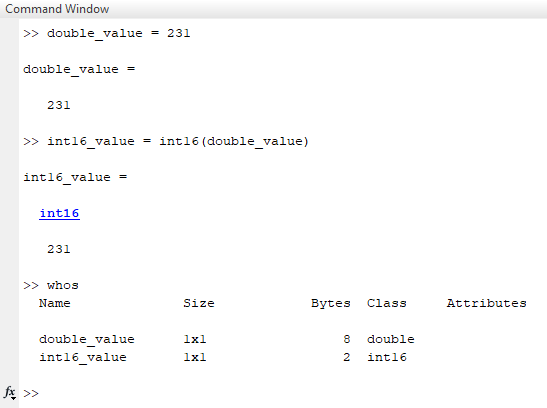 Command Window
>> double_value = 231
double_value =
231
>> int16_value = int16(double_value)
int16_value =
int16
231
>> whos
Name Size Bytes Class Attributes
double_value 1x1 8 double
int16_value 1x1 2 int16
fx >>